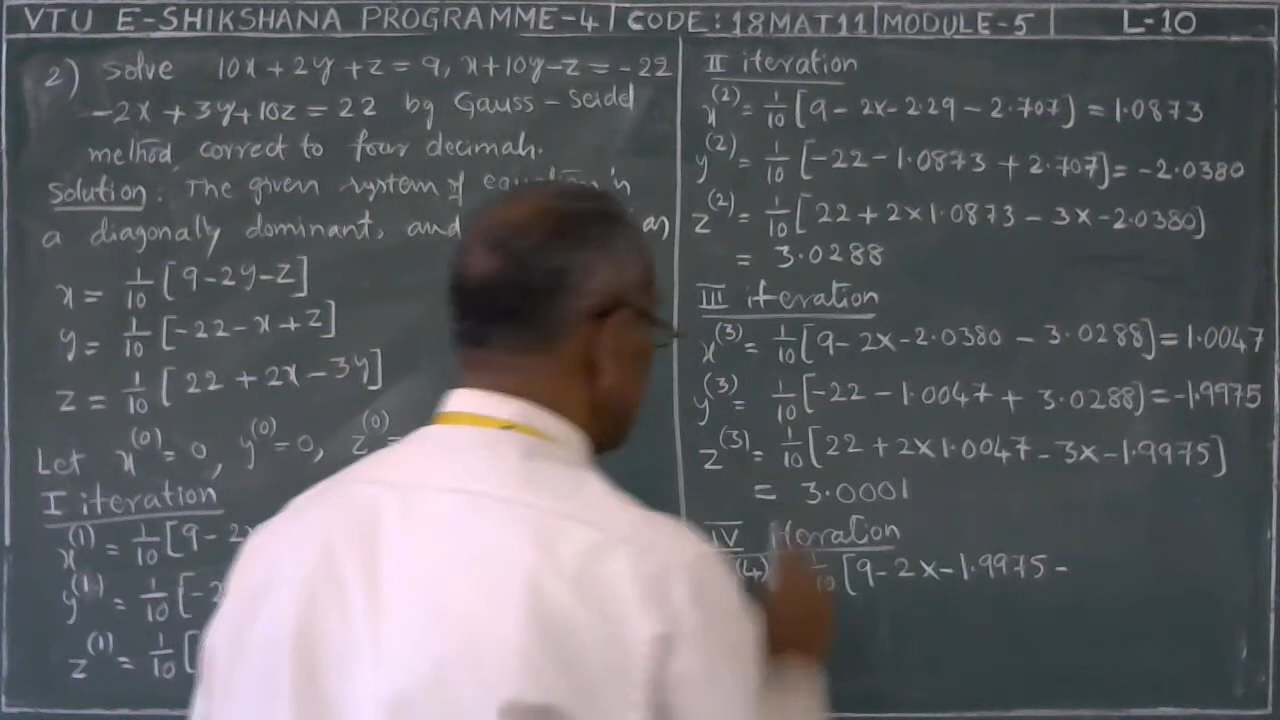 VTU E-SHIKSHANA PROGRAMME-4 | CODE: 18MAT11 | MODULE-5 | L-10
2) Solve 10x+2y+z=9, x+10y-z=-22
-2x+3y+10z=22 by Gauss-Seidel
method, correct to four decimals.
Solution: The given system of
a diagonally dominant, and as
x = 1/10 [9-2y-z]
y = 1/10 [-22-x+z]
z = 1/10 [22+2x-3y]
Let x^(0)=0, y^(0)=0, z^(0)=
I iteration
x^(1) = 1/10 [9-2x
y^(1) = 1/10 [-2
z^(1) = 1/10 [
II iteration
x^(2) = 1/10 [9-2x-2.29-2.707] = 1.0873
y^(2) = 1/10 [-22-1.0873+2.707] = -2.0380
z^(2) = 1/10 [22+2x1.0873-3x-2.0380]
= 3.0288
III iteration
x^(3) = 1/10 [9-2x-2.0380-3.0288] = 1.0047
y^(3) = 1/10 [-22-1.0047+3.0288] = -1.9975
z^(3) = 1/10 [22+2x1.0047-3x-1.9975]
= 3.0001
IV iteration
(4) 1/10 [9-2x-1.9975-